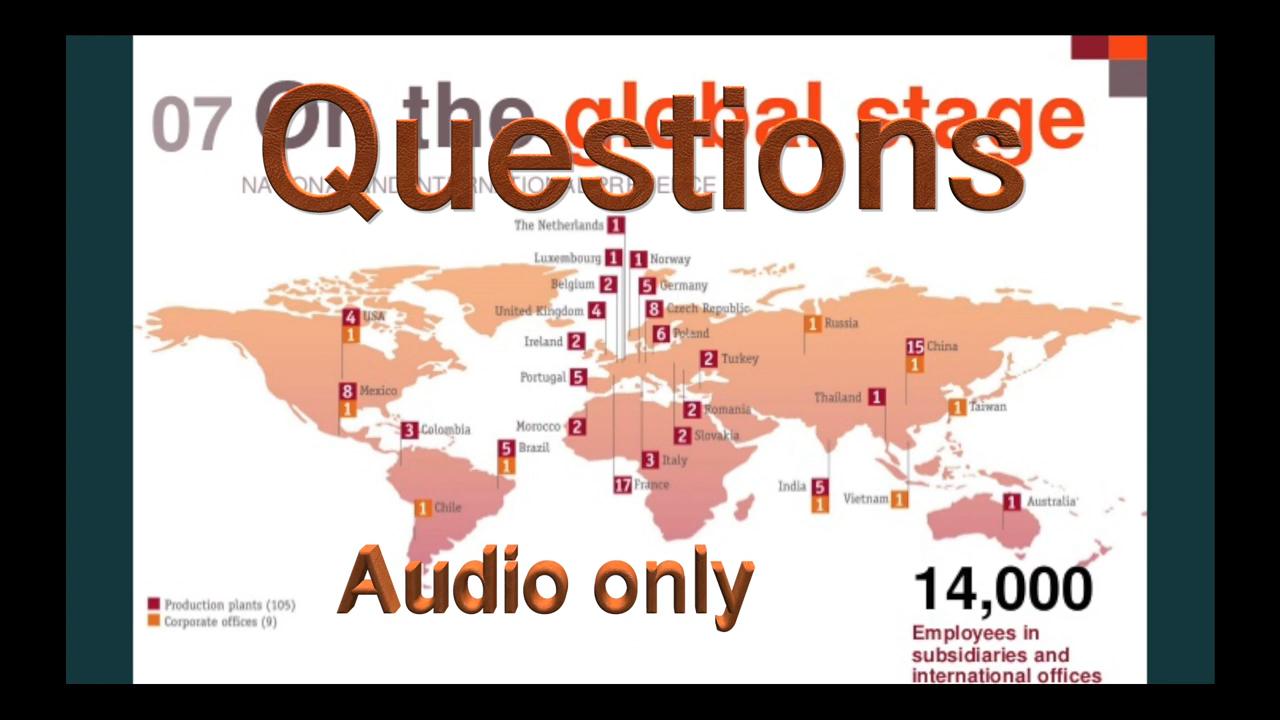 Questions
07 On the global stage
NATIONAL AND INTERNATIONAL PRESENCE
The Netherlands 1
Luxembourg 1
1 Norway
Belgium 2
5 Germany
United Kingdom 4
8 Czech Republic
4 USA
1
1 Russia
6 Poland
Ireland 2
15 China
1
2 Turkey
Portugal 5
8 Mexico
1
Thailand 1
1 Taiwan
2 Romania
Morocco 2
3 Colombia
2 Slovakia
5 Brazil
1
3 Italy
17 France
India 5
1
Vietnam 1
1 Australia
1 Chile
Audio only
14,000
Production plants (105)
Corporate offices (9)
Employees in
subsidiaries and
international offices